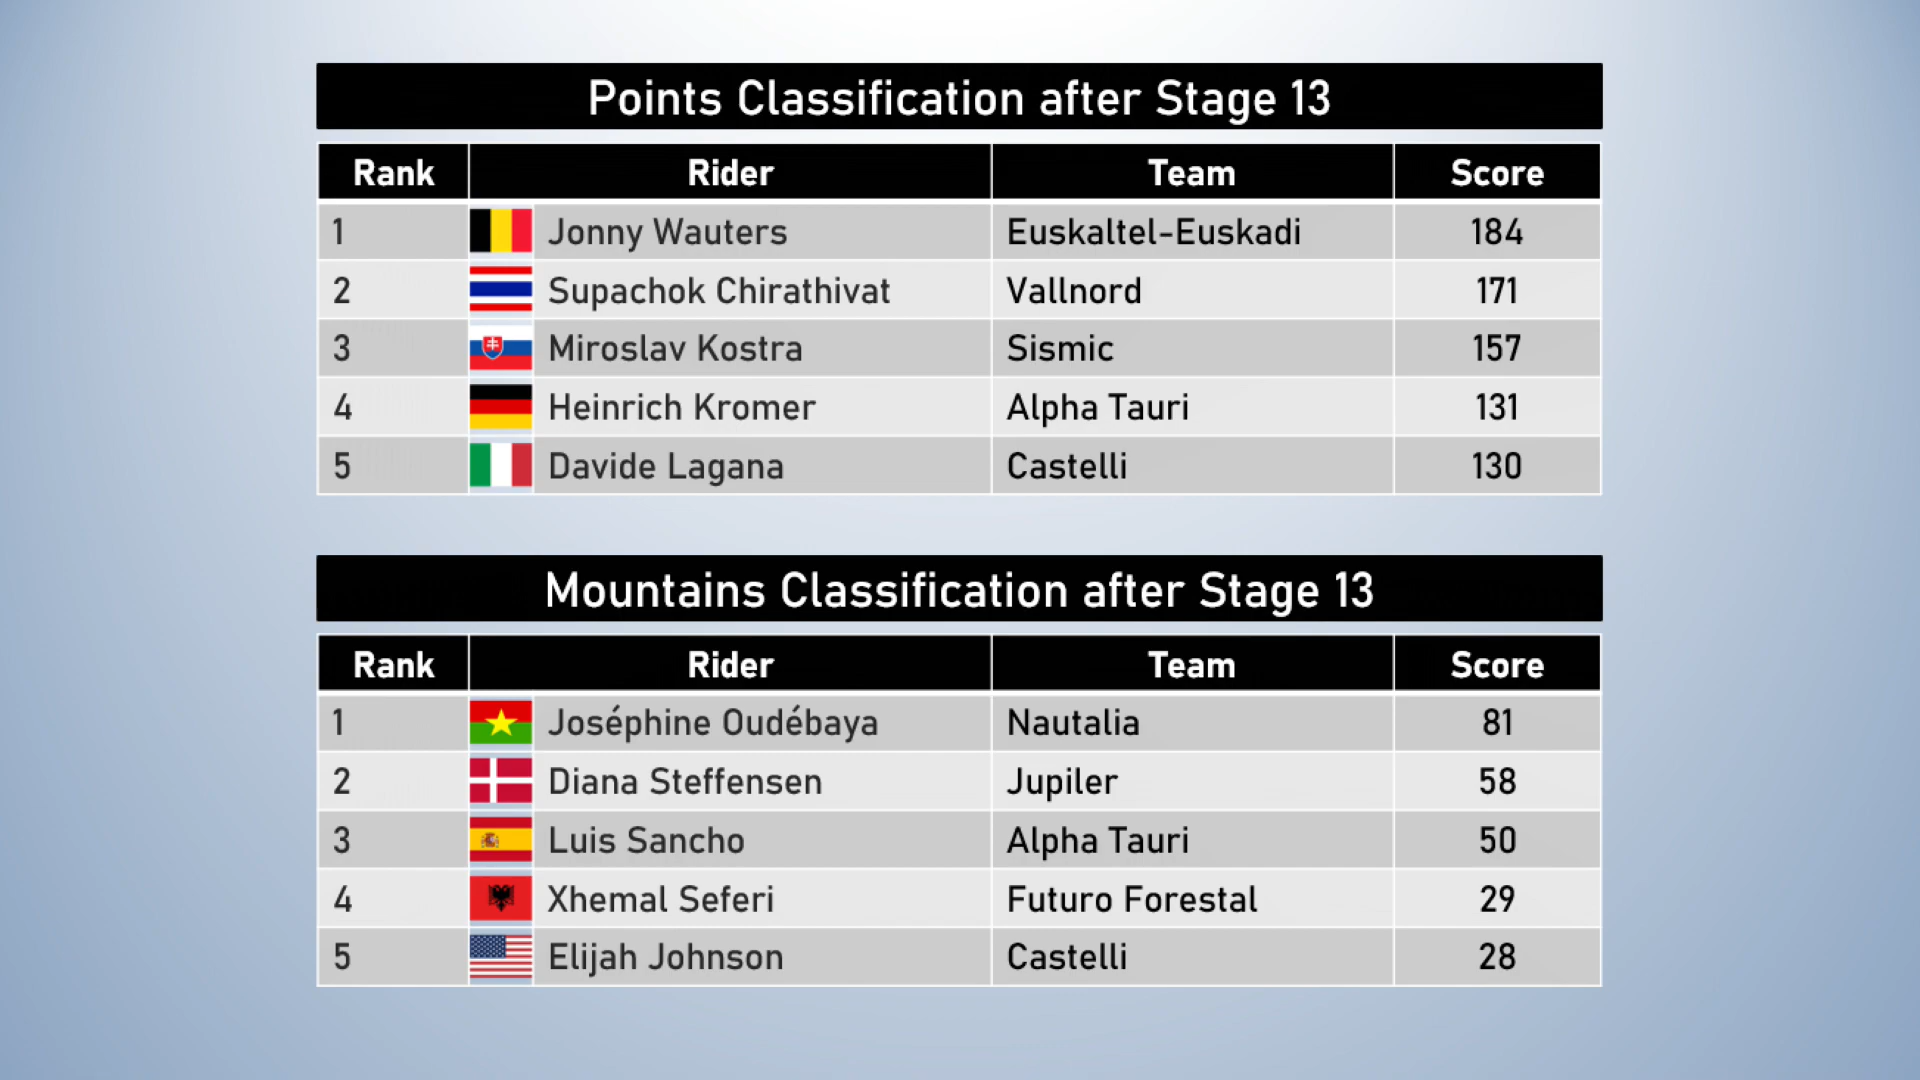 Points Classification after Stage 13
Rank Rider Team Score
1 Jonny Wauters Euskaltel-Euskadi 184
2 Supachok Chirathivat Vallnord 171
3 Miroslav Kostra Sismic 157
4 Heinrich Kromer Alpha Tauri 131
5 Davide Lagana Castelli 130
Mountains Classification after Stage 13
Rank Rider Team Score
1 Joséphine Oudébaya Nautalia 81
2 Diana Steffensen Jupiler 58
3 Luis Sancho Alpha Tauri 50
4 Xhemal Seferi Futuro Forestal 29
5 Elijah Johnson Castelli 28